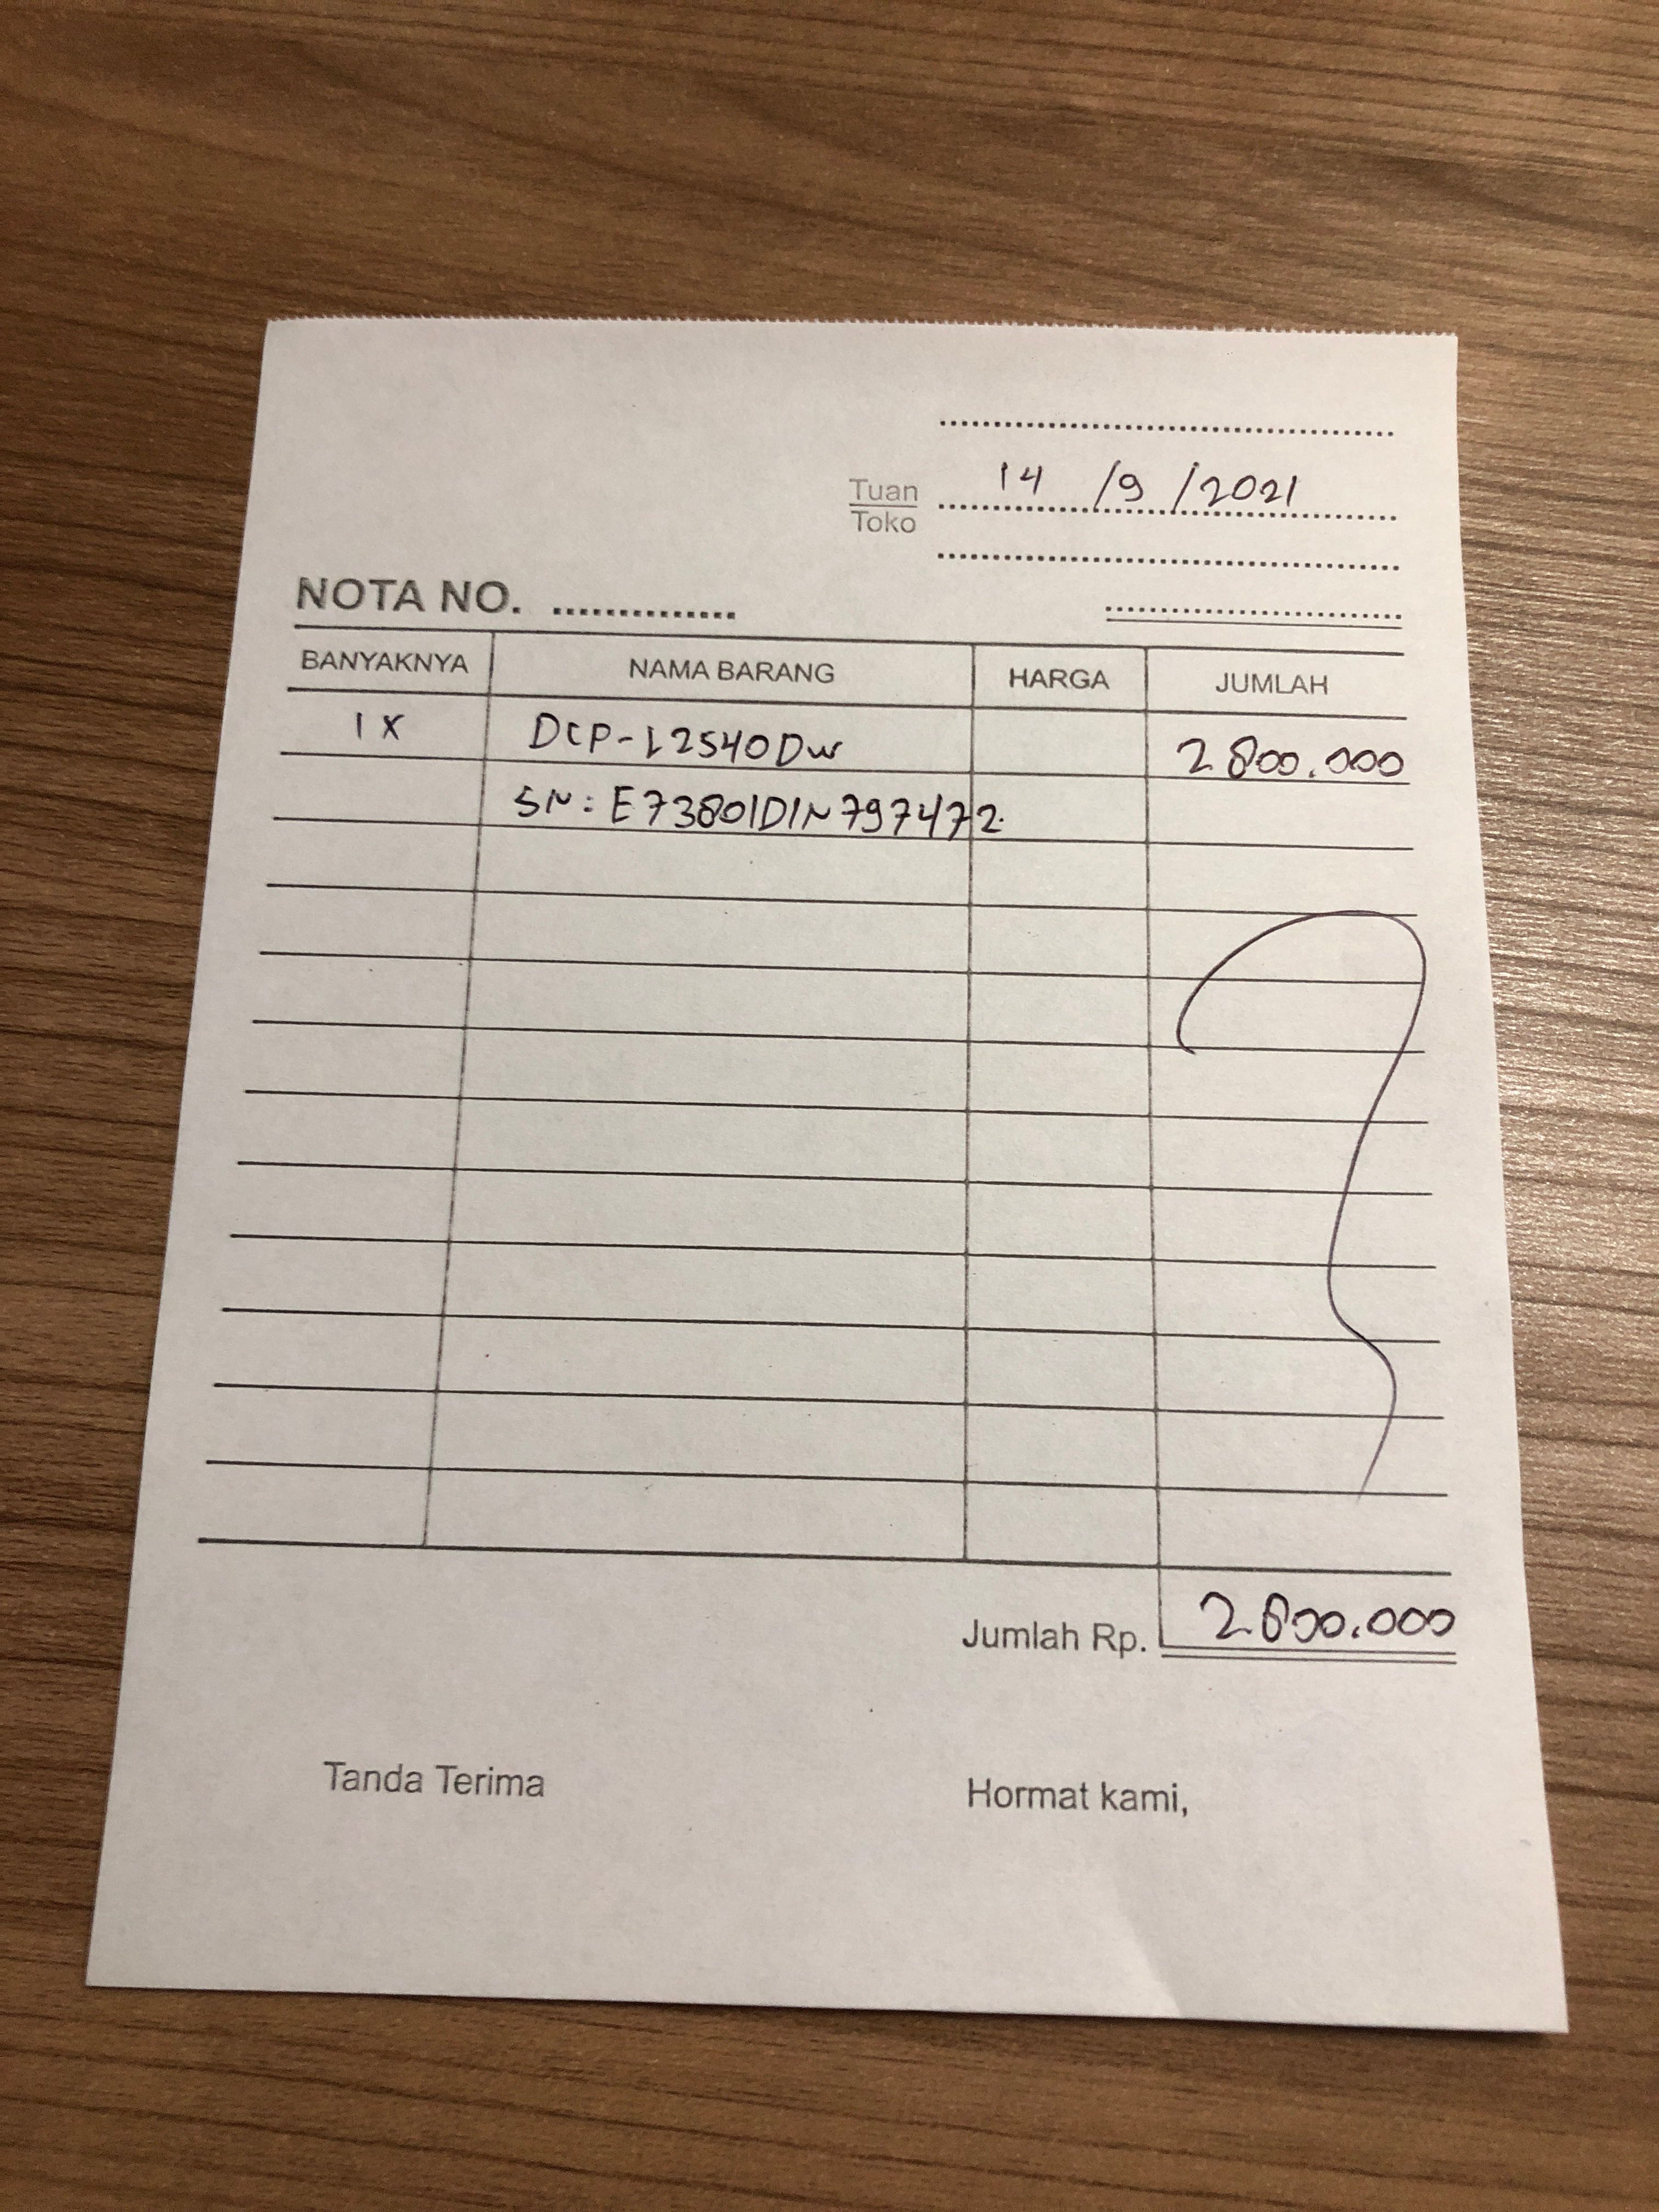 Tuan 14 /9 /2021
Toko
NOTA NO.
BANYAKNYA NAMA BARANG HARGA JUMLAH
1 X DCP-L2540DW 2.800.000
SN: E73801D1N797472
Jumlah Rp. 2.800.000
Tanda Terima Hormat kami,